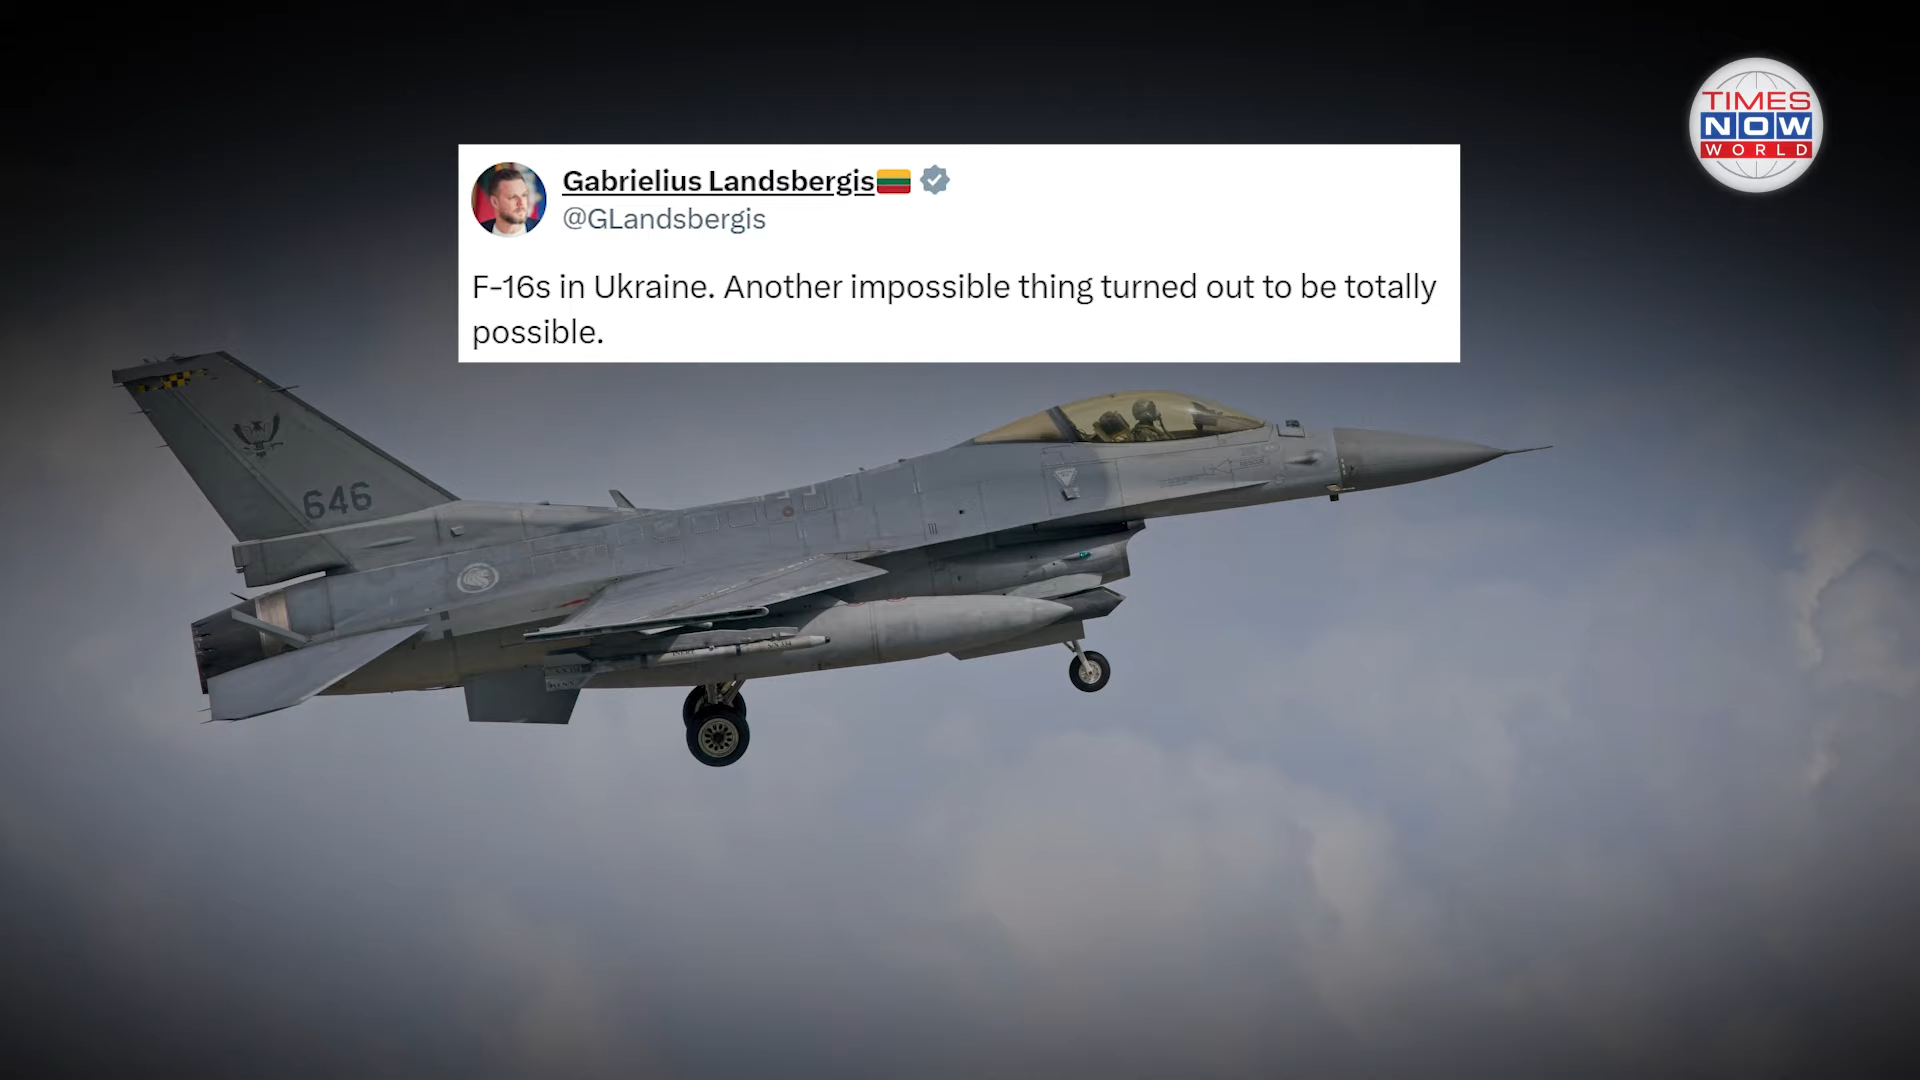 TIMES
NOW
WORLD
Gabrielius Landsbergis
@GLandsbergis
F-16s in Ukraine. Another impossible thing turned out to be totally
possible.
646